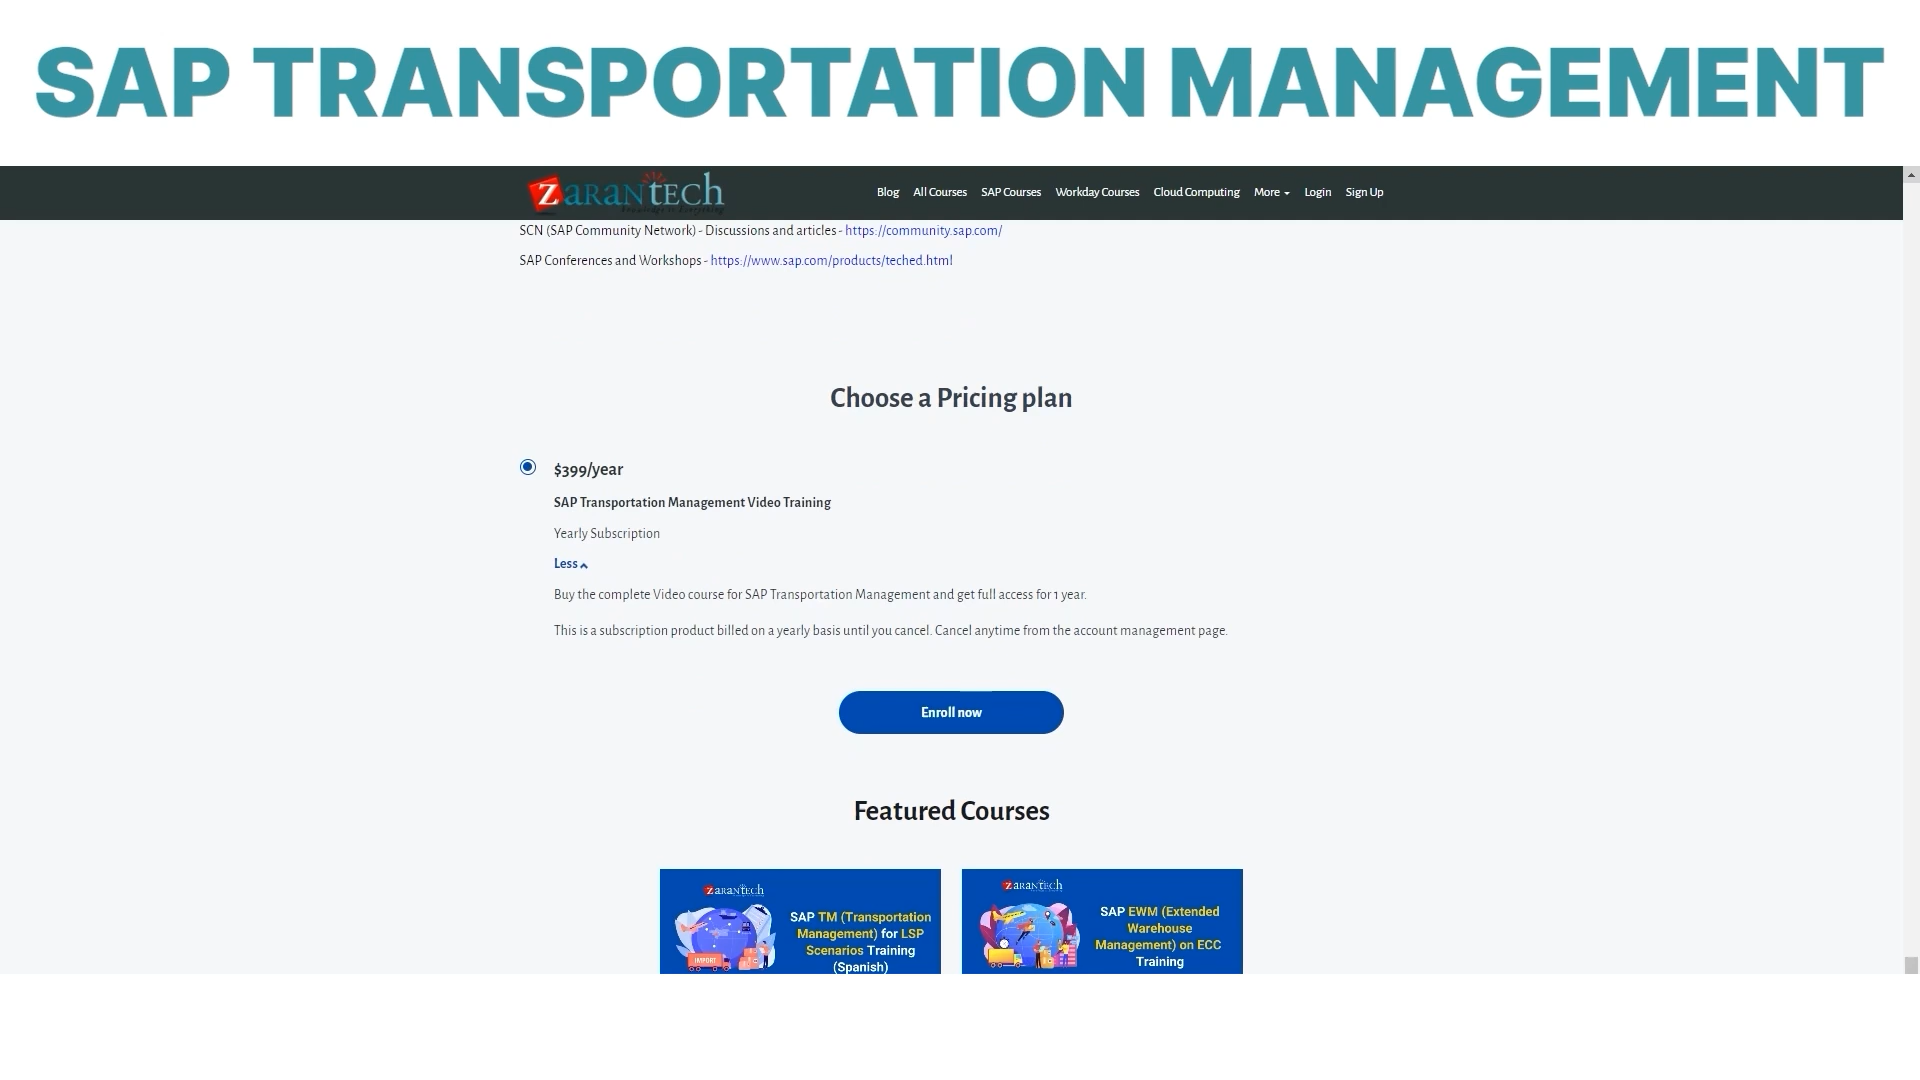 SAP TRANSPORTATION MANAGEMENT
ZARANTECH
Blog All Courses SAP Courses Workday Courses Cloud Computing More Login Sign Up
SCN (SAP Community Network) - Discussions and articles - https://community.sap.com/
SAP Conferences and Workshops - https://www.sap.com/products/teched.html
Choose a Pricing plan
$399/year
SAP Transportation Management Video Training
Yearly Subscription
Less
Buy the complete Video course for SAP Transportation Management and get full access for 1 year.
This is a subscription product billed on a yearly basis until you cancel. Cancel anytime from the account management page.
Enroll now
Featured Courses
ZARANTECH
SAP TM (Transportation
Management) for LSP
Scenarios Training
(Spanish)
IMPORT
ZARANTECH
SAP EWM (Extended
Warehouse
Management) on ECC
Training